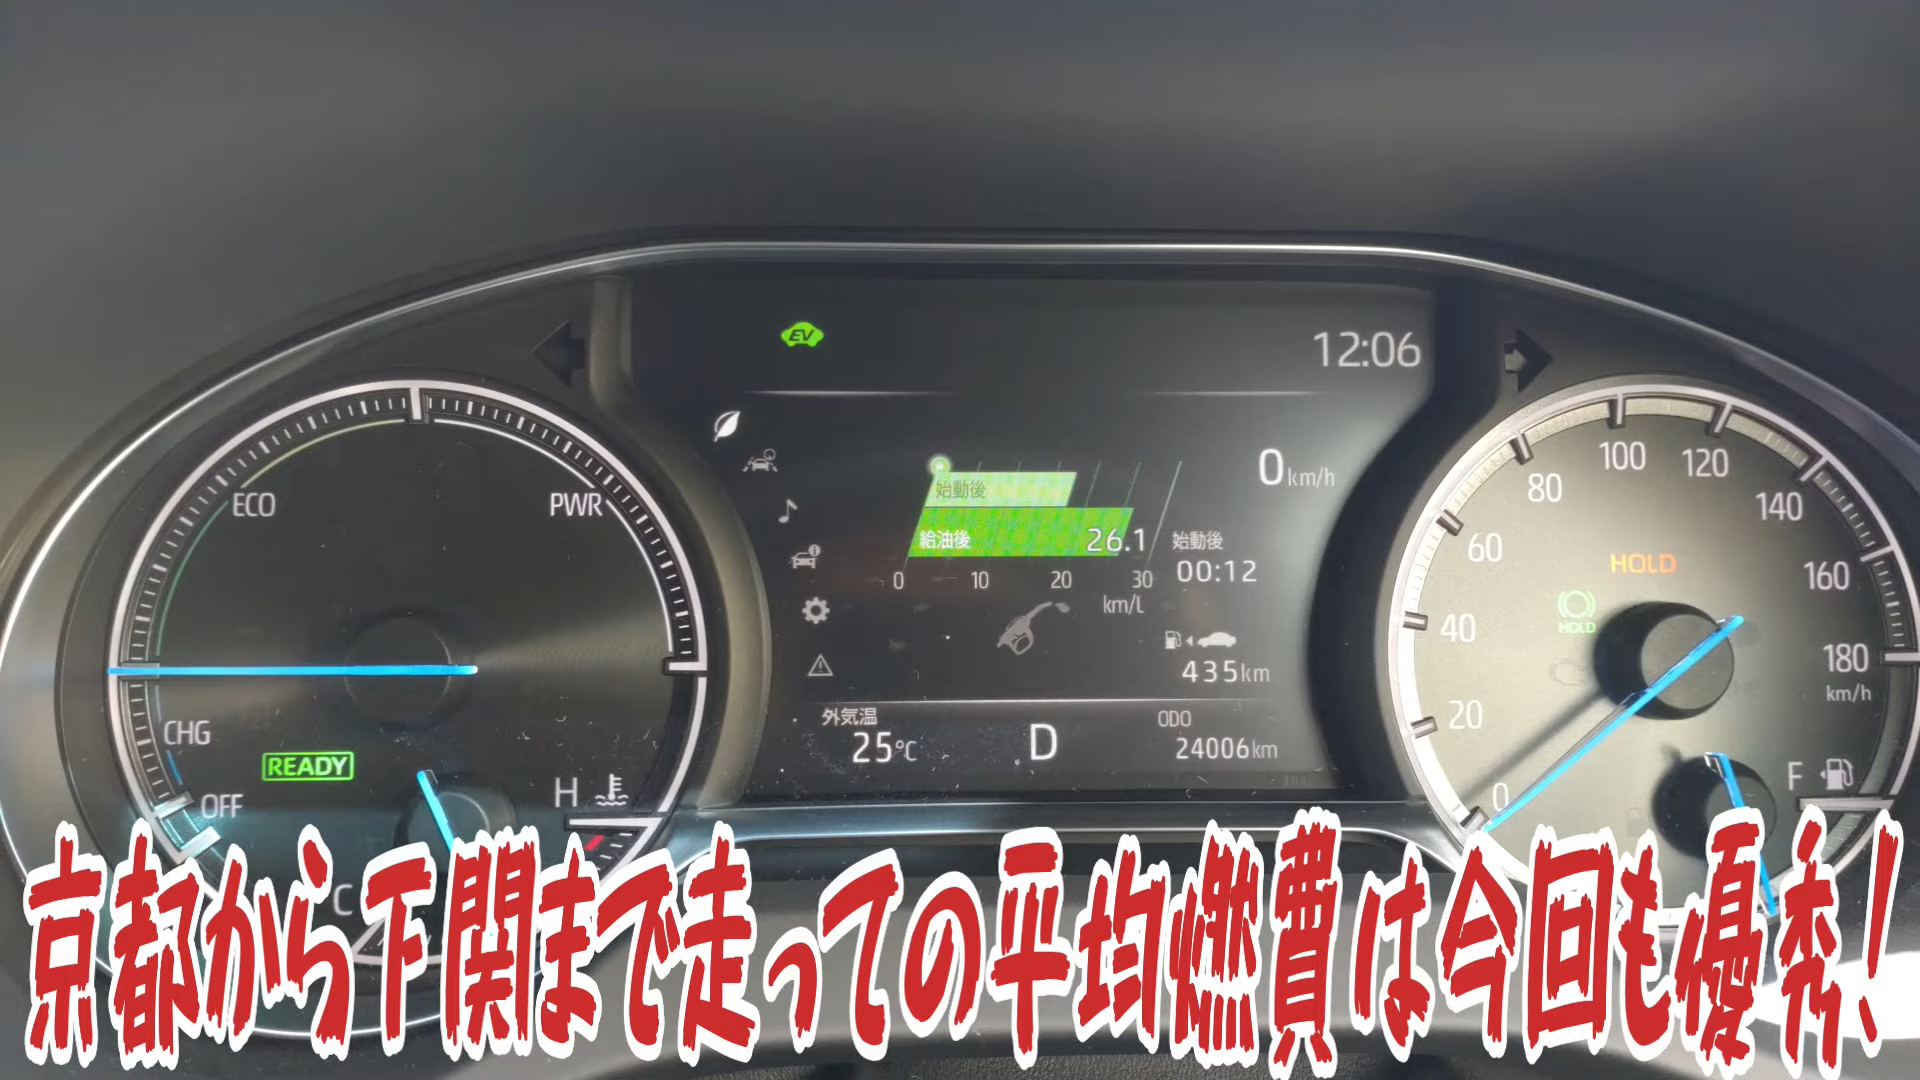 EV
12:06
ECO
PWR
CHG
OFF
READY
H
C
始動後
給油後 26.1
0 10 20 30
km/L
0km/h
始動後
00:12
435km
外気温
25℃
D
ODO
24006km
0 20 40 60 80 100 120 140 160 180
km/h
HOLD
HOLD
F
京都から下関まで走っての平均燃費は今回も優秀!